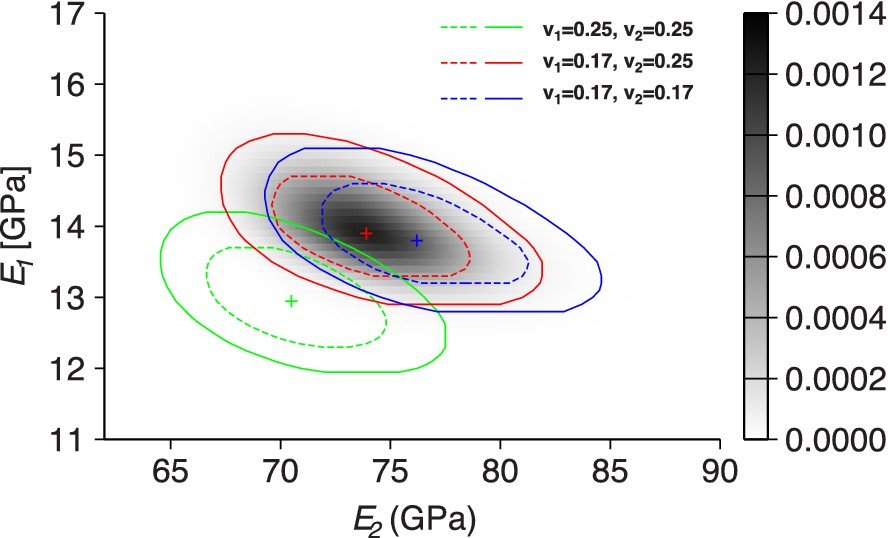 17
16
15
14
13
12
11
E1 [GPa]
65 70 75 80 85 90
E2 (GPa)
v1=0.25, v2=0.25
v1=0.17, v2=0.25
v1=0.17, v2=0.17
0.0014
0.0012
0.0010
0.0008
0.0006
0.0004
0.0002
0.0000